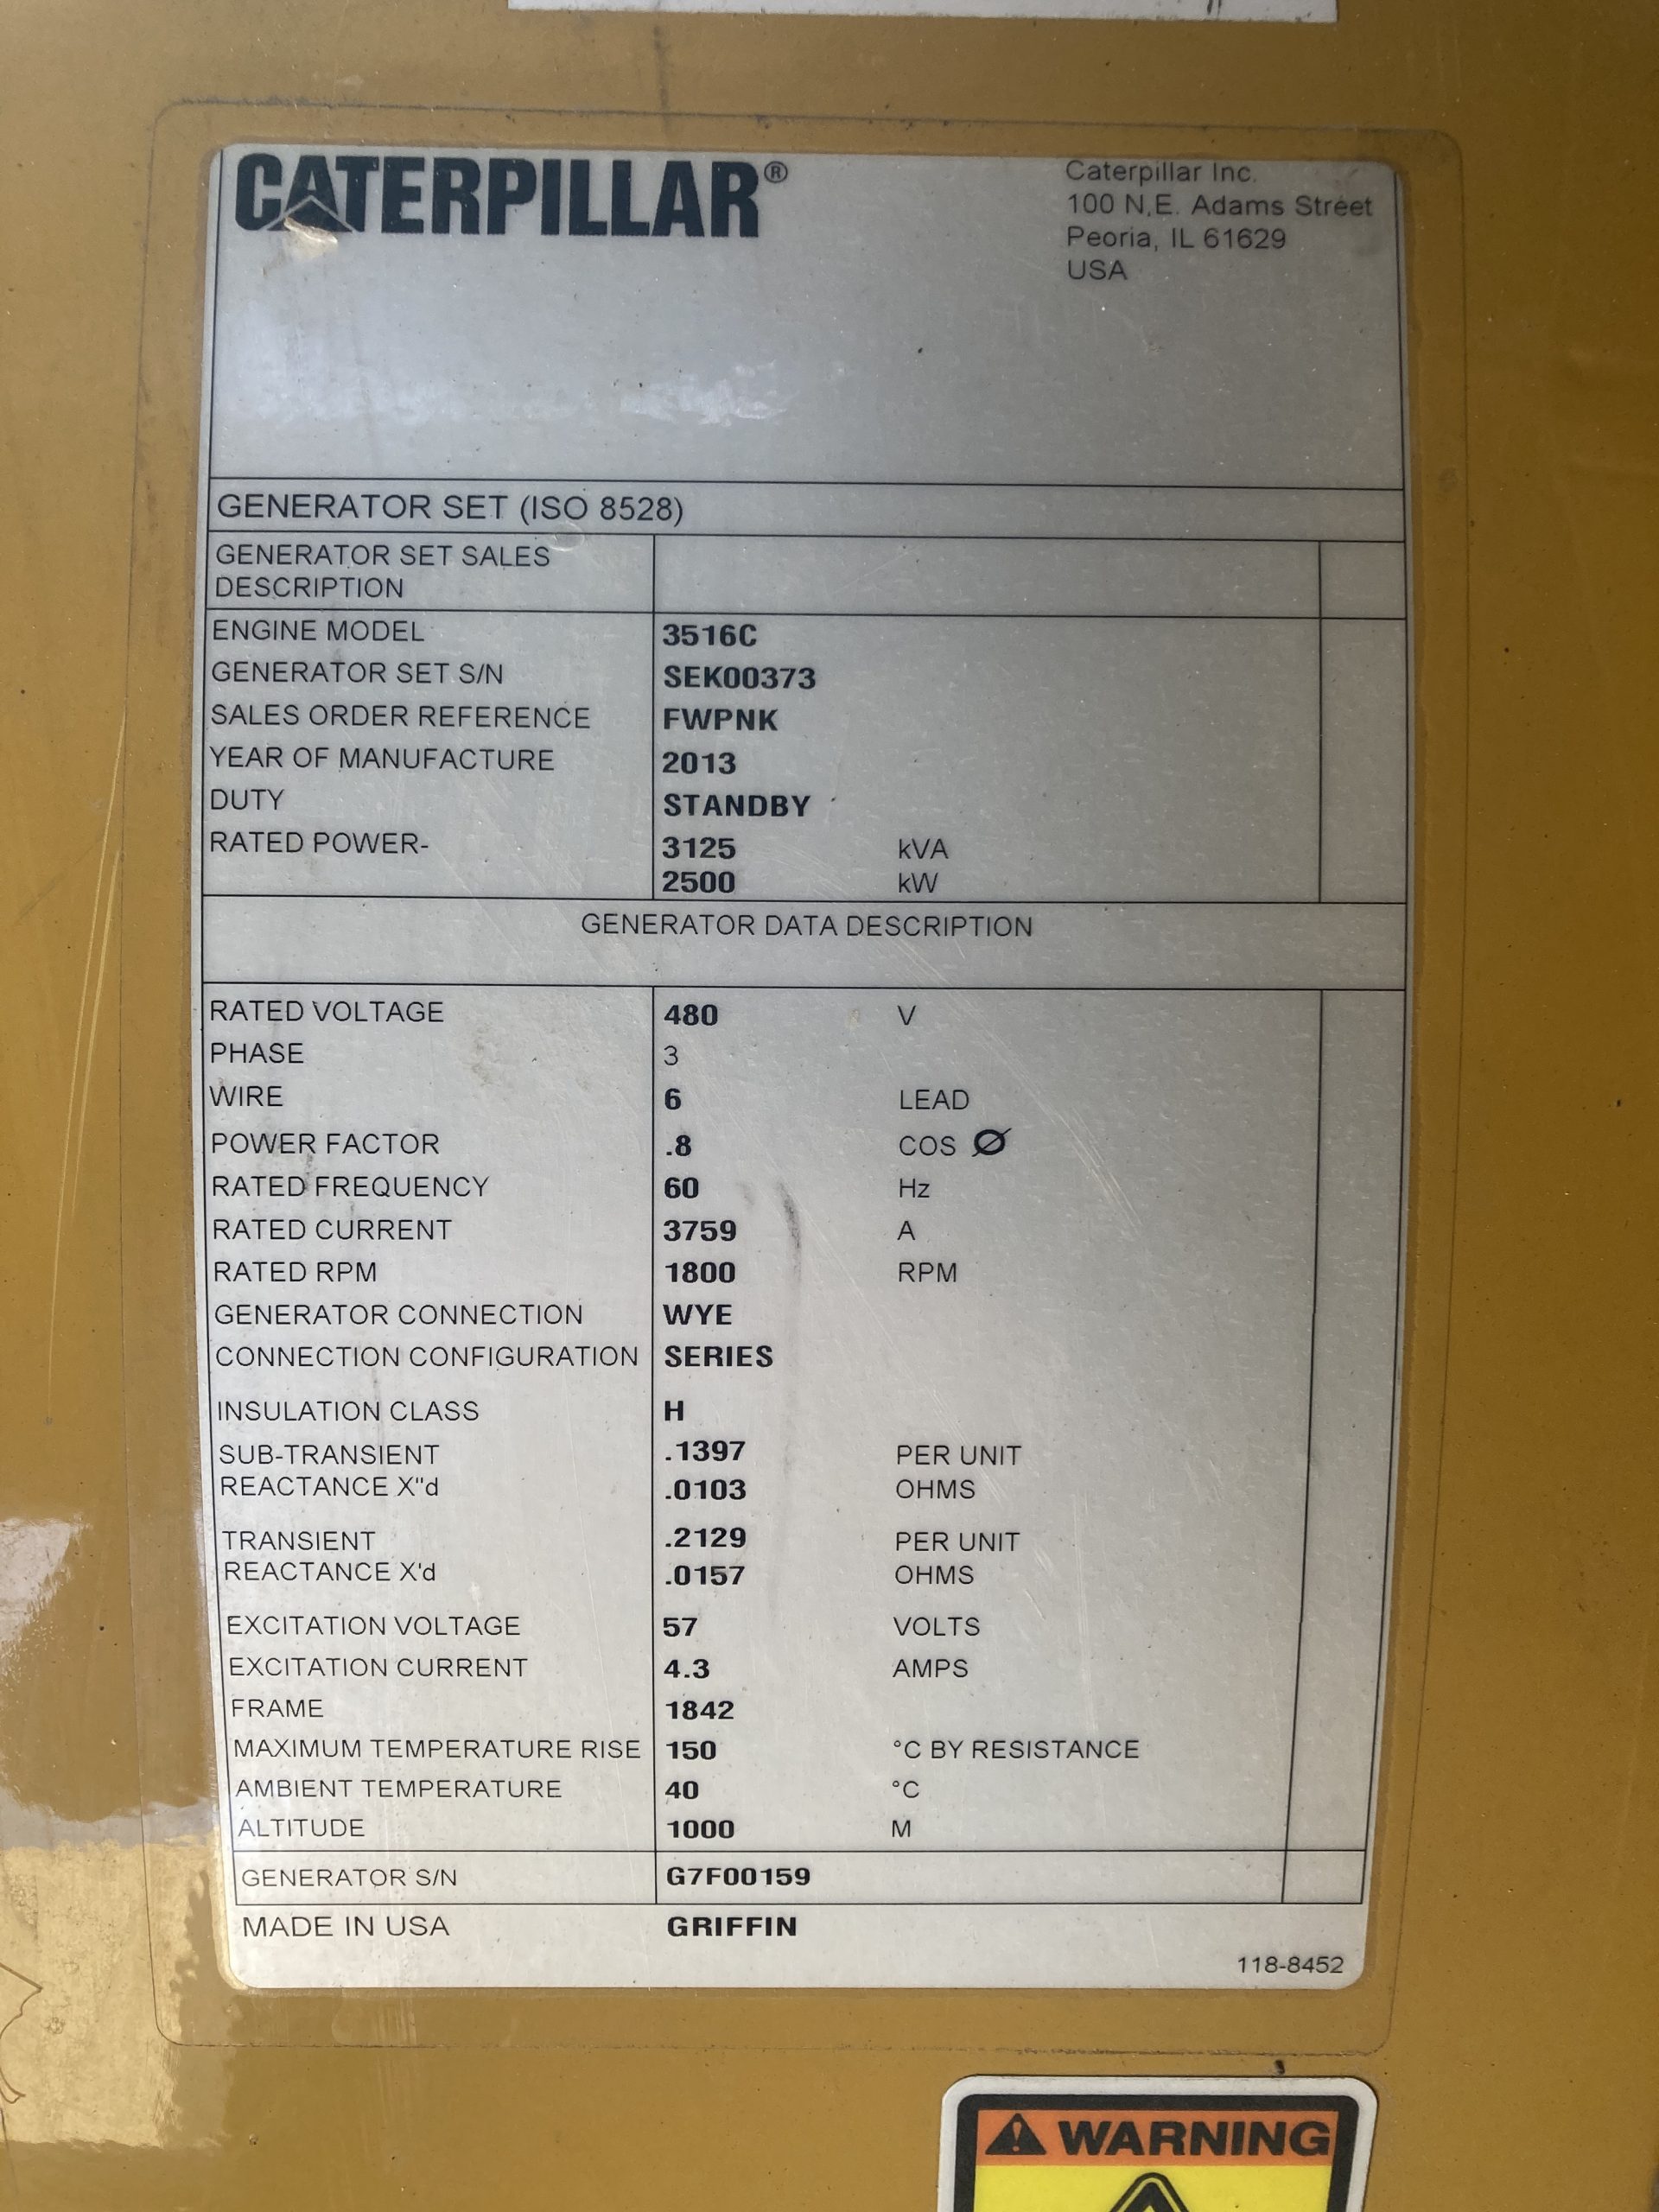 CATERPILLAR®
Caterpillar Inc.
100 N.E. Adams Street
Peoria, IL 61629
USA
GENERATOR SET (ISO 8528)
GENERATOR SET SALES
DESCRIPTION
ENGINE MODEL 3516C
GENERATOR SET S/N SEK00373
SALES ORDER REFERENCE FWPNK
YEAR OF MANUFACTURE 2013
DUTY STANDBY
RATED POWER- 3125 kVA
2500 kW
GENERATOR DATA DESCRIPTION
RATED VOLTAGE 480 V
PHASE 3
WIRE 6 LEAD
POWER FACTOR .8 COS Ø
RATED FREQUENCY 60 Hz
RATED CURRENT 3759 A
RATED RPM 1800 RPM
GENERATOR CONNECTION WYE
CONNECTION CONFIGURATION SERIES
INSULATION CLASS H
SUB-TRANSIENT .1397 PER UNIT
REACTANCE X"d .0103 OHMS
TRANSIENT .2129 PER UNIT
REACTANCE X'd .0157 OHMS
EXCITATION VOLTAGE 57 VOLTS
EXCITATION CURRENT 4.3 AMPS
FRAME 1842
MAXIMUM TEMPERATURE RISE 150 °C BY RESISTANCE
AMBIENT TEMPERATURE 40 °C
ALTITUDE 1000 M
GENERATOR S/N G7F00159
MADE IN USA GRIFFIN
118-8452
WARNING